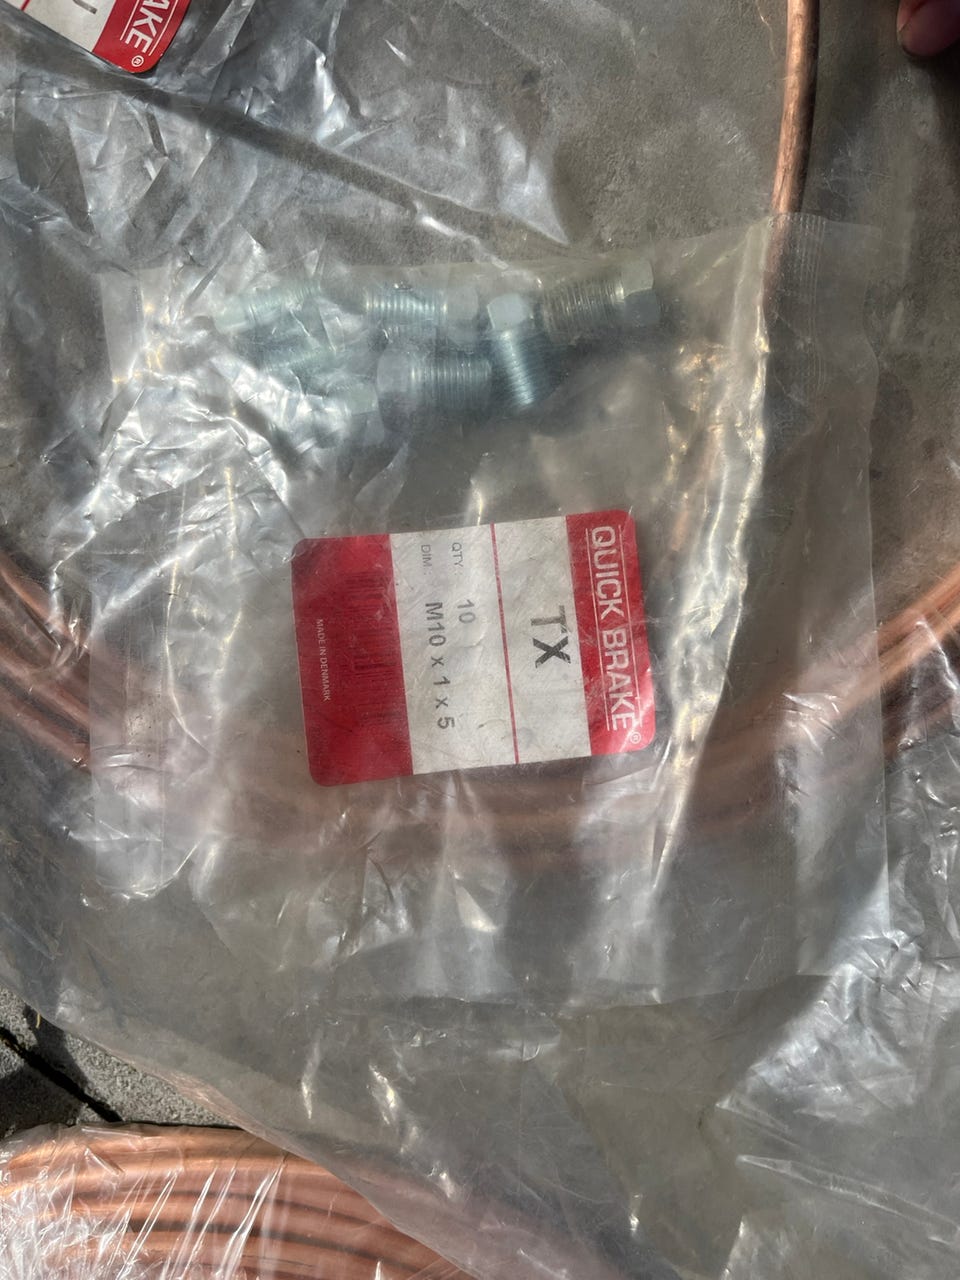 AKE®
QUICK BRAKE®
TX
QTY: 10
DIM: M10 x 1 x 5
MADE IN DENMARK